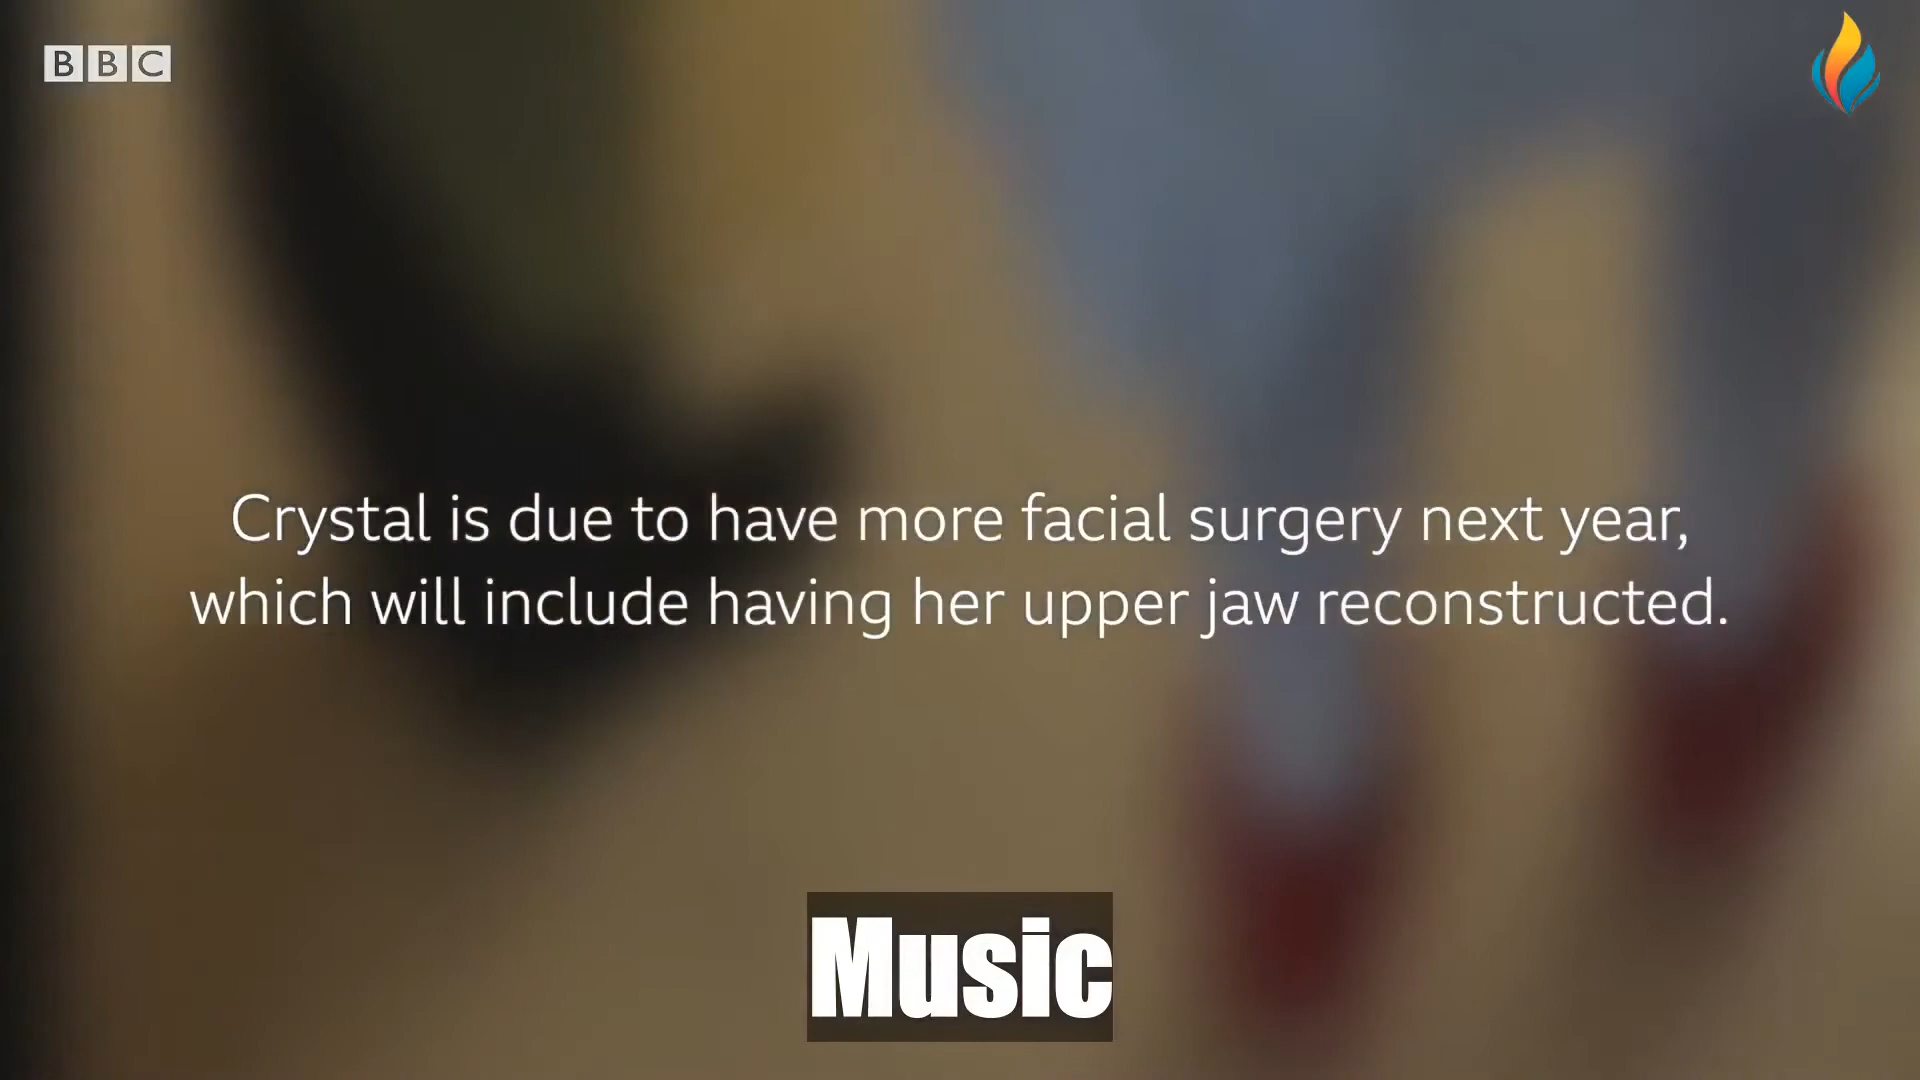 BBC
Crystal is due to have more facial surgery next year,
which will include having her upper jaw reconstructed.
Music